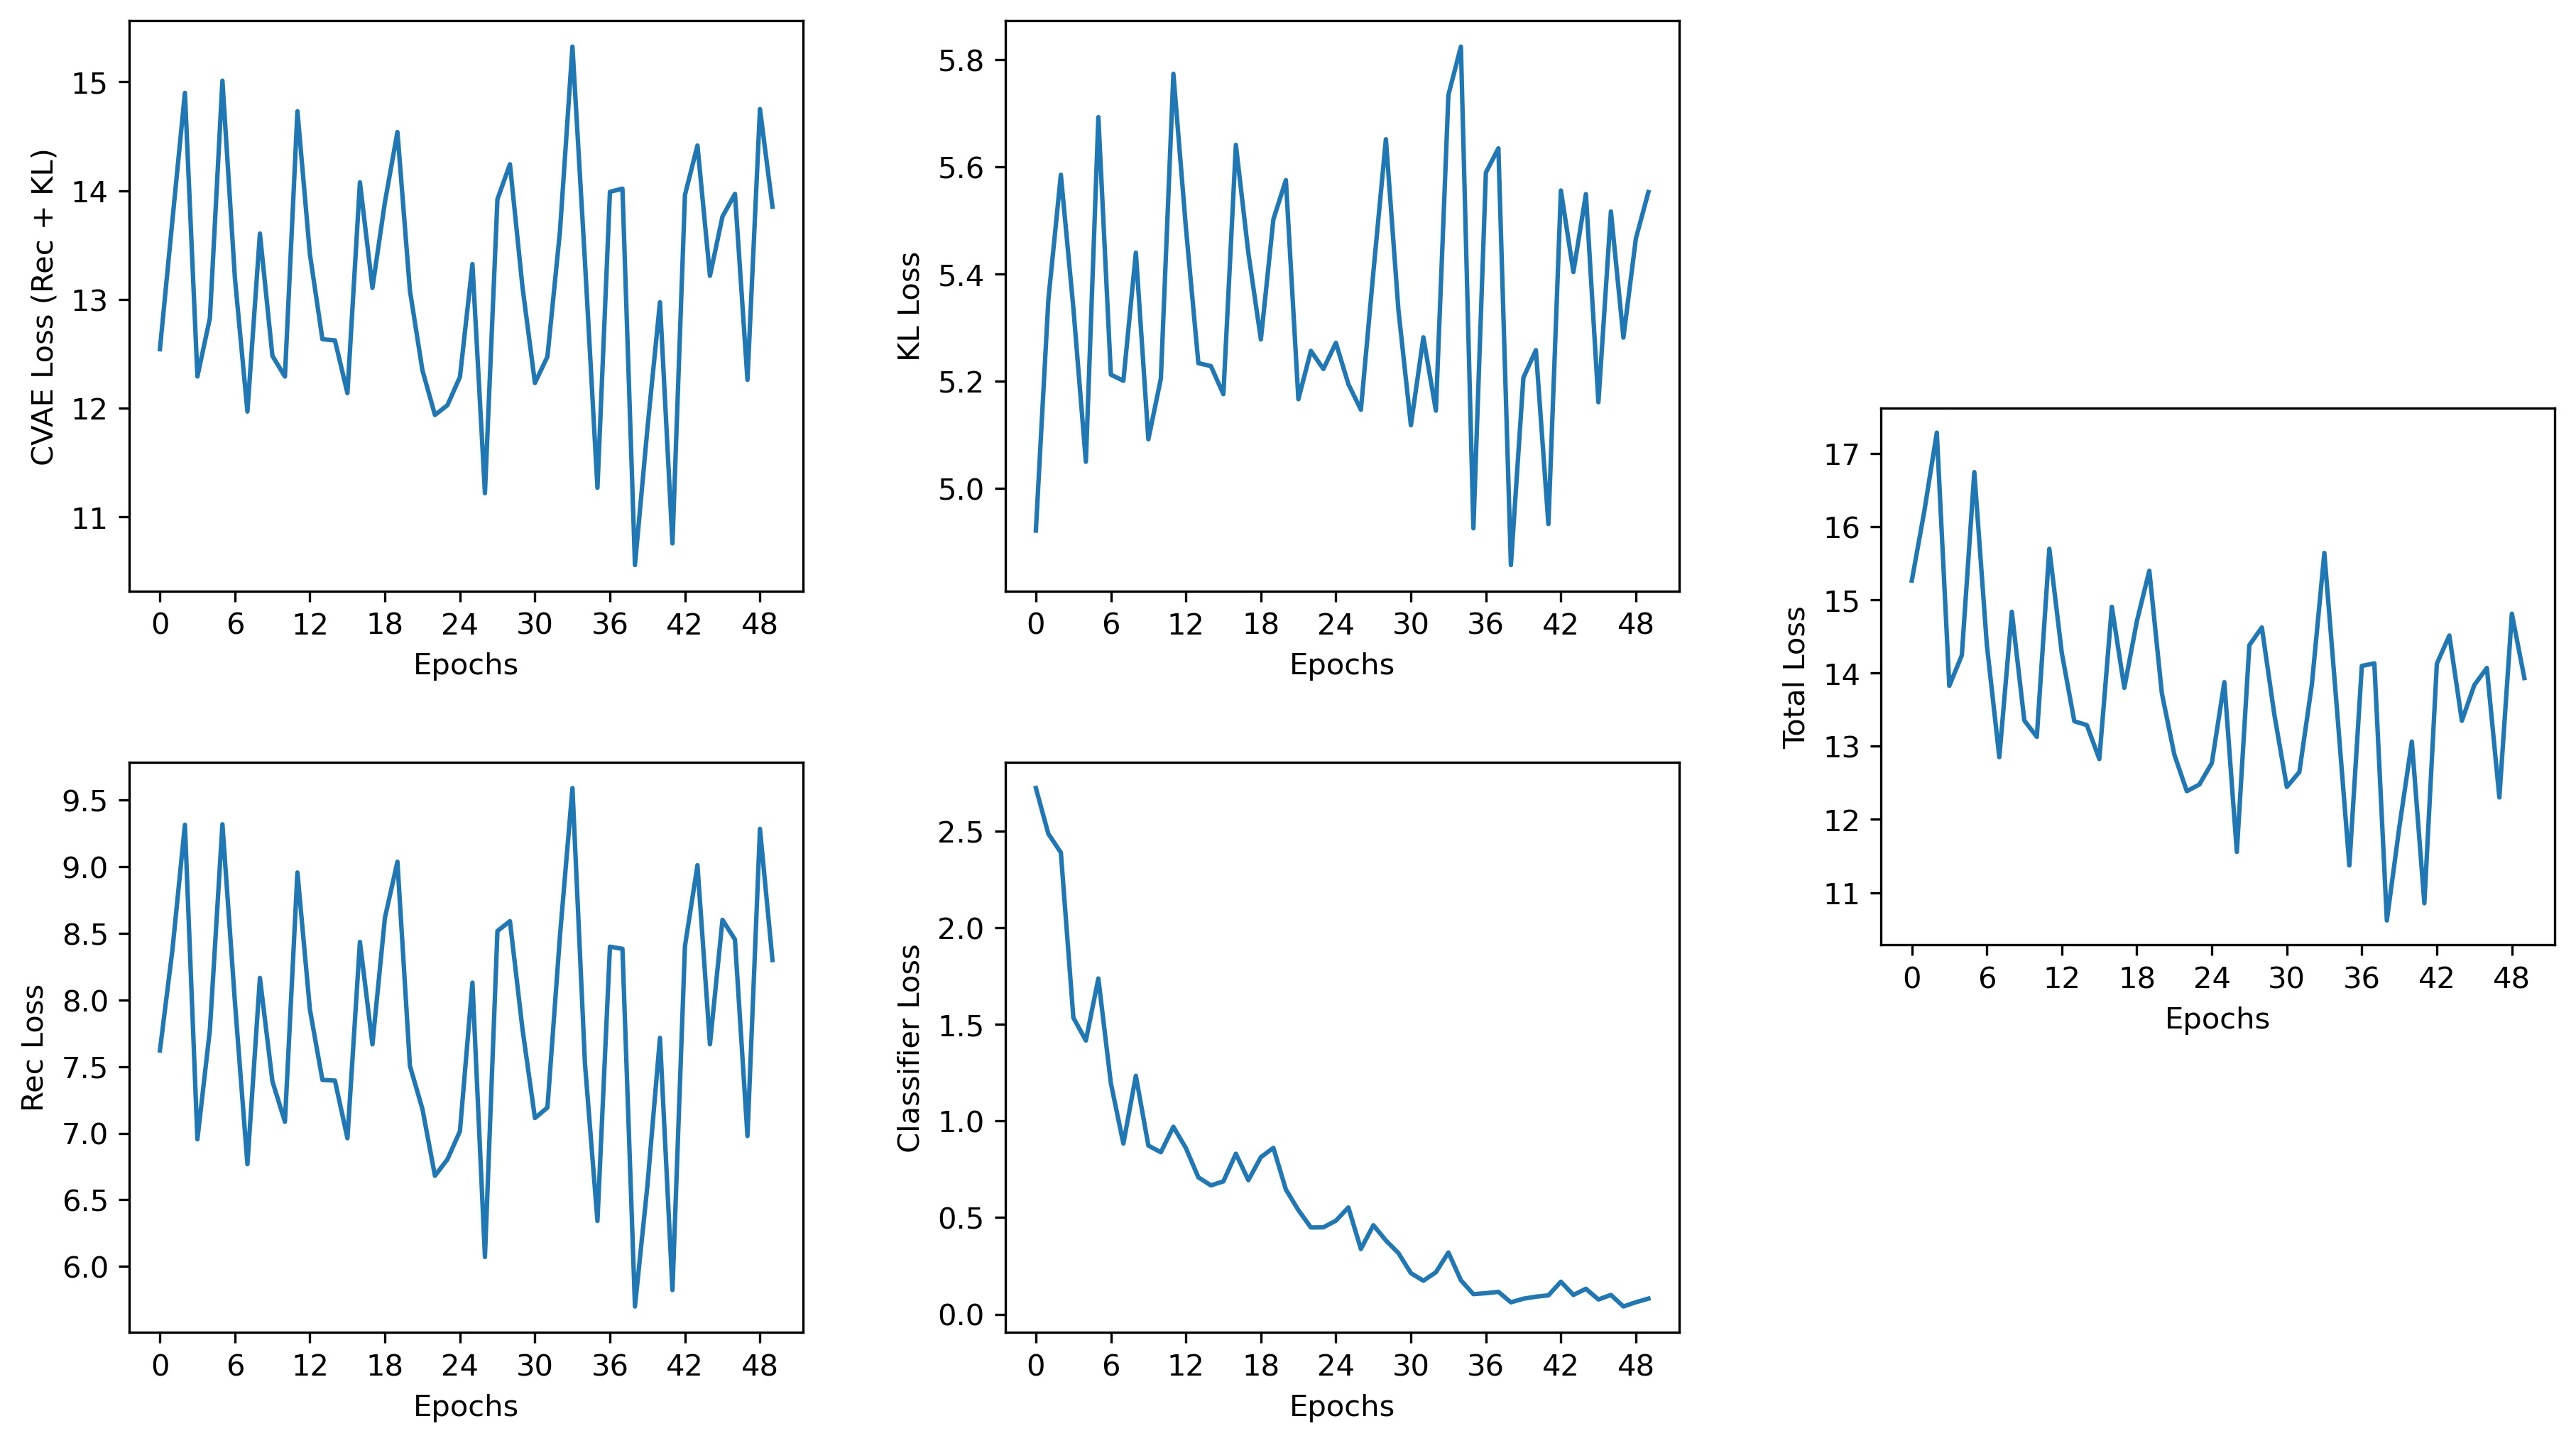 CVAE Loss (Rec + KL)
15
14
13
12
11
0 6 12 18 24 30 36 42 48
Epochs
KL Loss
5.8
5.6
5.4
5.2
5.0
0 6 12 18 24 30 36 42 48
Epochs
Rec Loss
9.5
9.0
8.5
8.0
7.5
7.0
6.5
6.0
0 6 12 18 24 30 36 42 48
Epochs
Classifier Loss
2.5
2.0
1.5
1.0
0.5
0.0
0 6 12 18 24 30 36 42 48
Epochs
Total Loss
17
16
15
14
13
12
11
0 6 12 18 24 30 36 42 48
Epochs